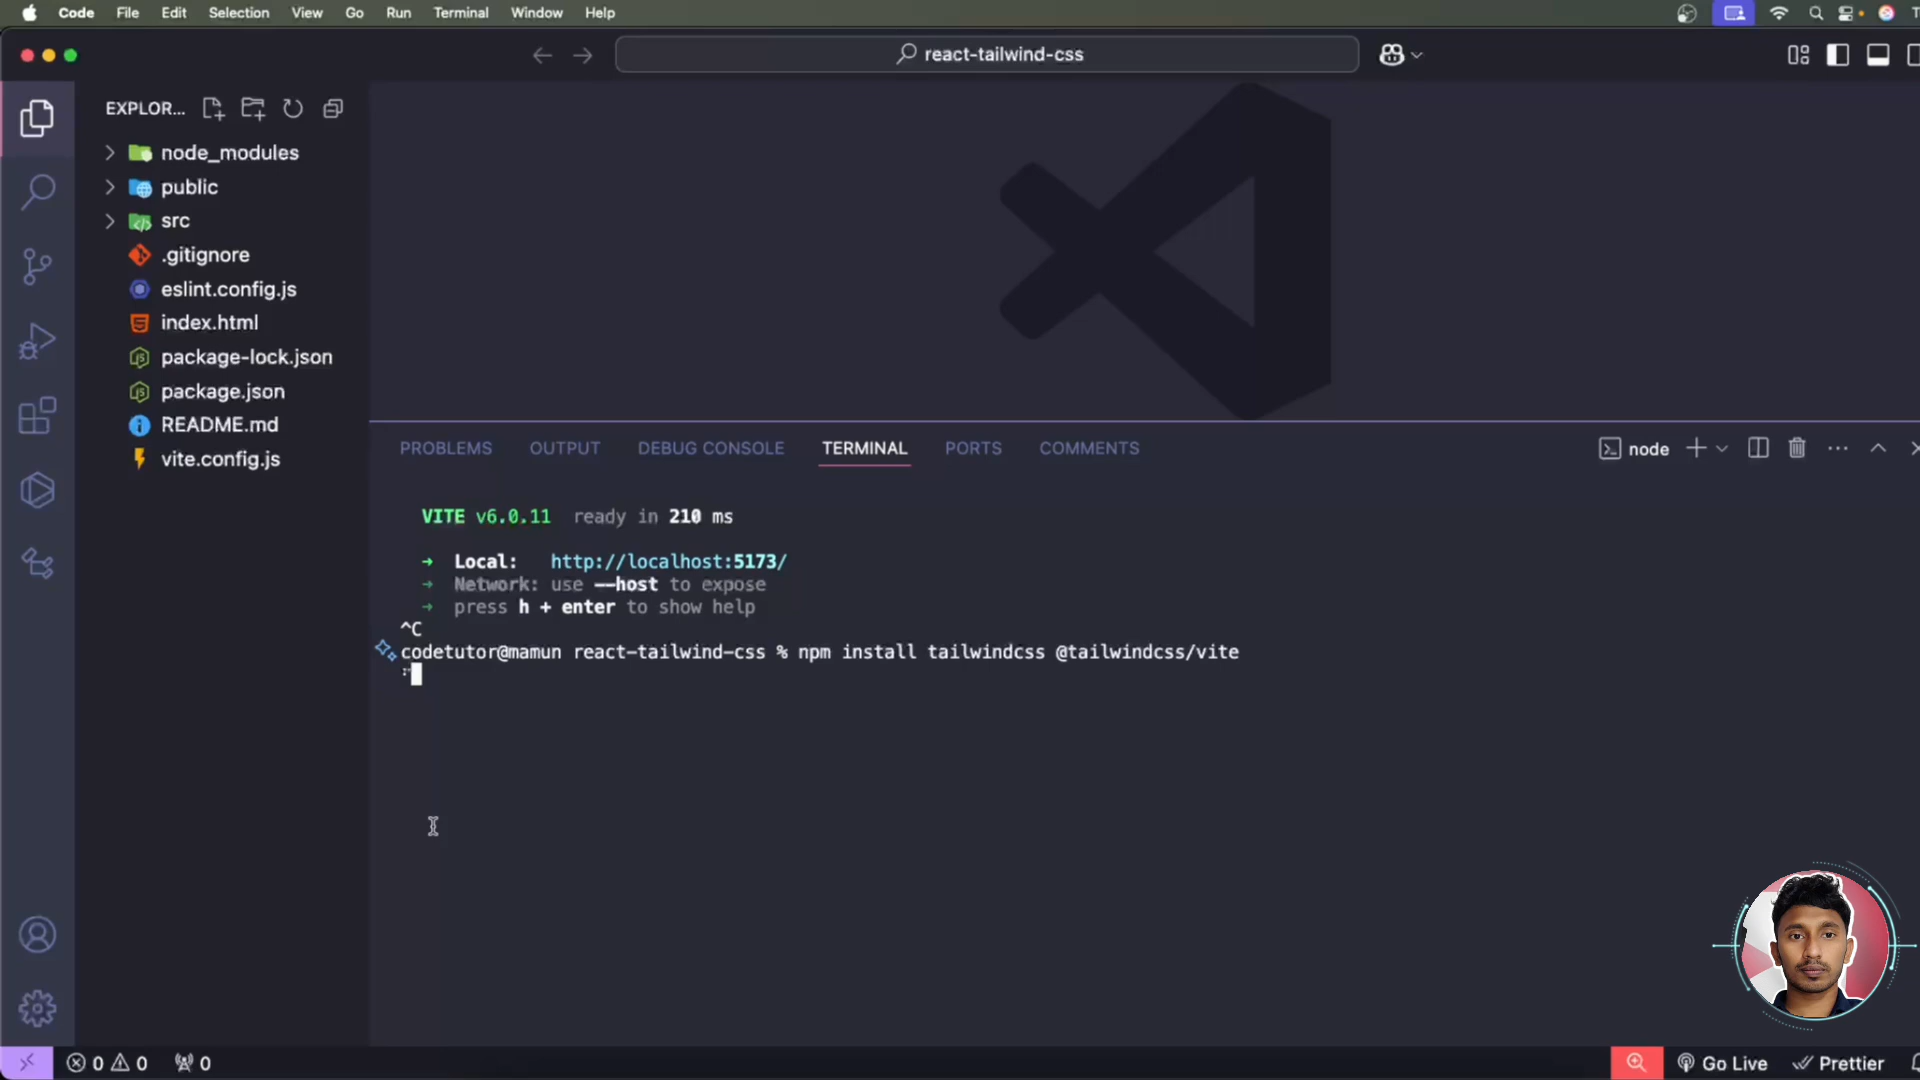 Code File Edit Selection View Go Run Terminal Window Help
react-tailwind-css
EXPLOR...
node_modules
public
src
.gitignore
eslint.config.js
index.html
package-lock.json
package.json
README.md
vite.config.js
PROBLEMS OUTPUT DEBUG CONSOLE TERMINAL PORTS COMMENTS
node
VITE v6.0.11 ready in 210 ms
➜ Local: http://localhost:5173/
➜ Network: use --host to expose
➜ press h + enter to show help
^C
codetutor@mamun react-tailwind-css % npm install tailwindcss @tailwindcss/vite
0 0 0
Go Live Prettier